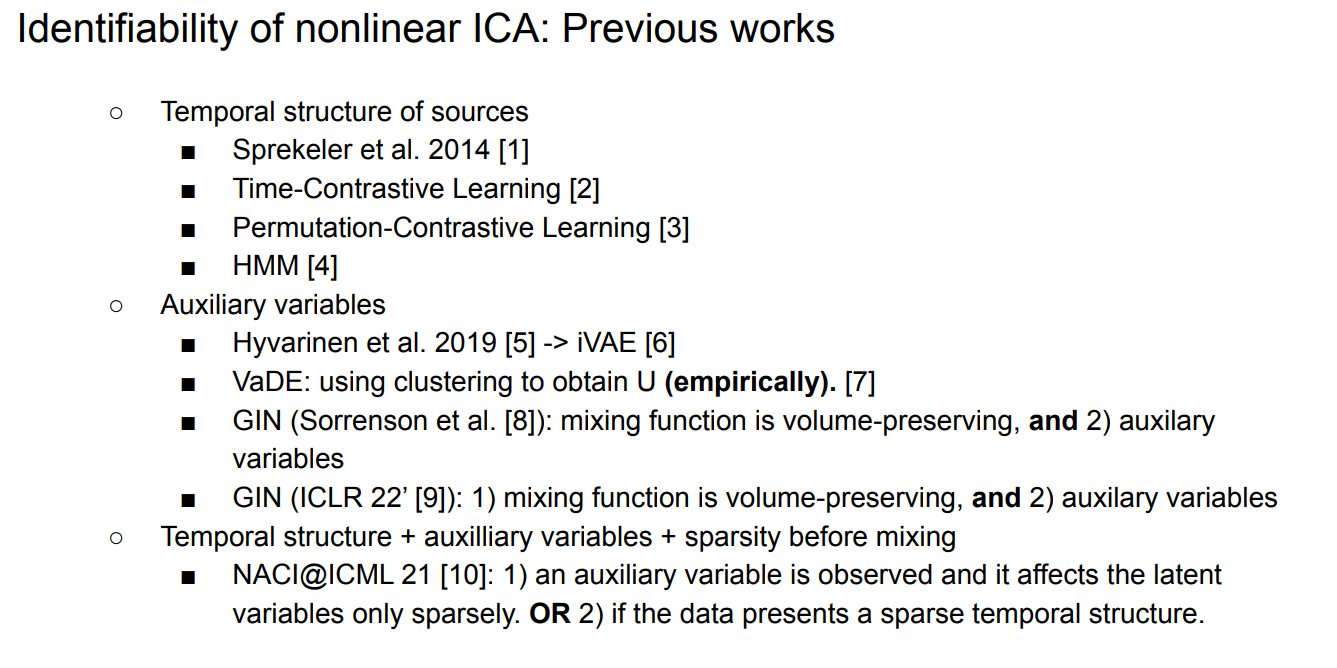 Identifiability of nonlinear ICA: Previous works
○ Temporal structure of sources
■ Sprekeler et al. 2014 [1]
■ Time-Contrastive Learning [2]
■ Permutation-Contrastive Learning [3]
■ HMM [4]
○ Auxiliary variables
■ Hyvarinen et al. 2019 [5] -> iVAE [6]
■ VaDE: using clustering to obtain U (empirically). [7]
■ GIN (Sorrenson et al. [8]): mixing function is volume-preserving, and 2) auxilary
variables
■ GIN (ICLR 22’ [9]): 1) mixing function is volume-preserving, and 2) auxilary variables
○ Temporal structure + auxilliary variables + sparsity before mixing
■ NACI@ICML 21 [10]: 1) an auxiliary variable is observed and it affects the latent
variables only sparsely. OR 2) if the data presents a sparse temporal structure.